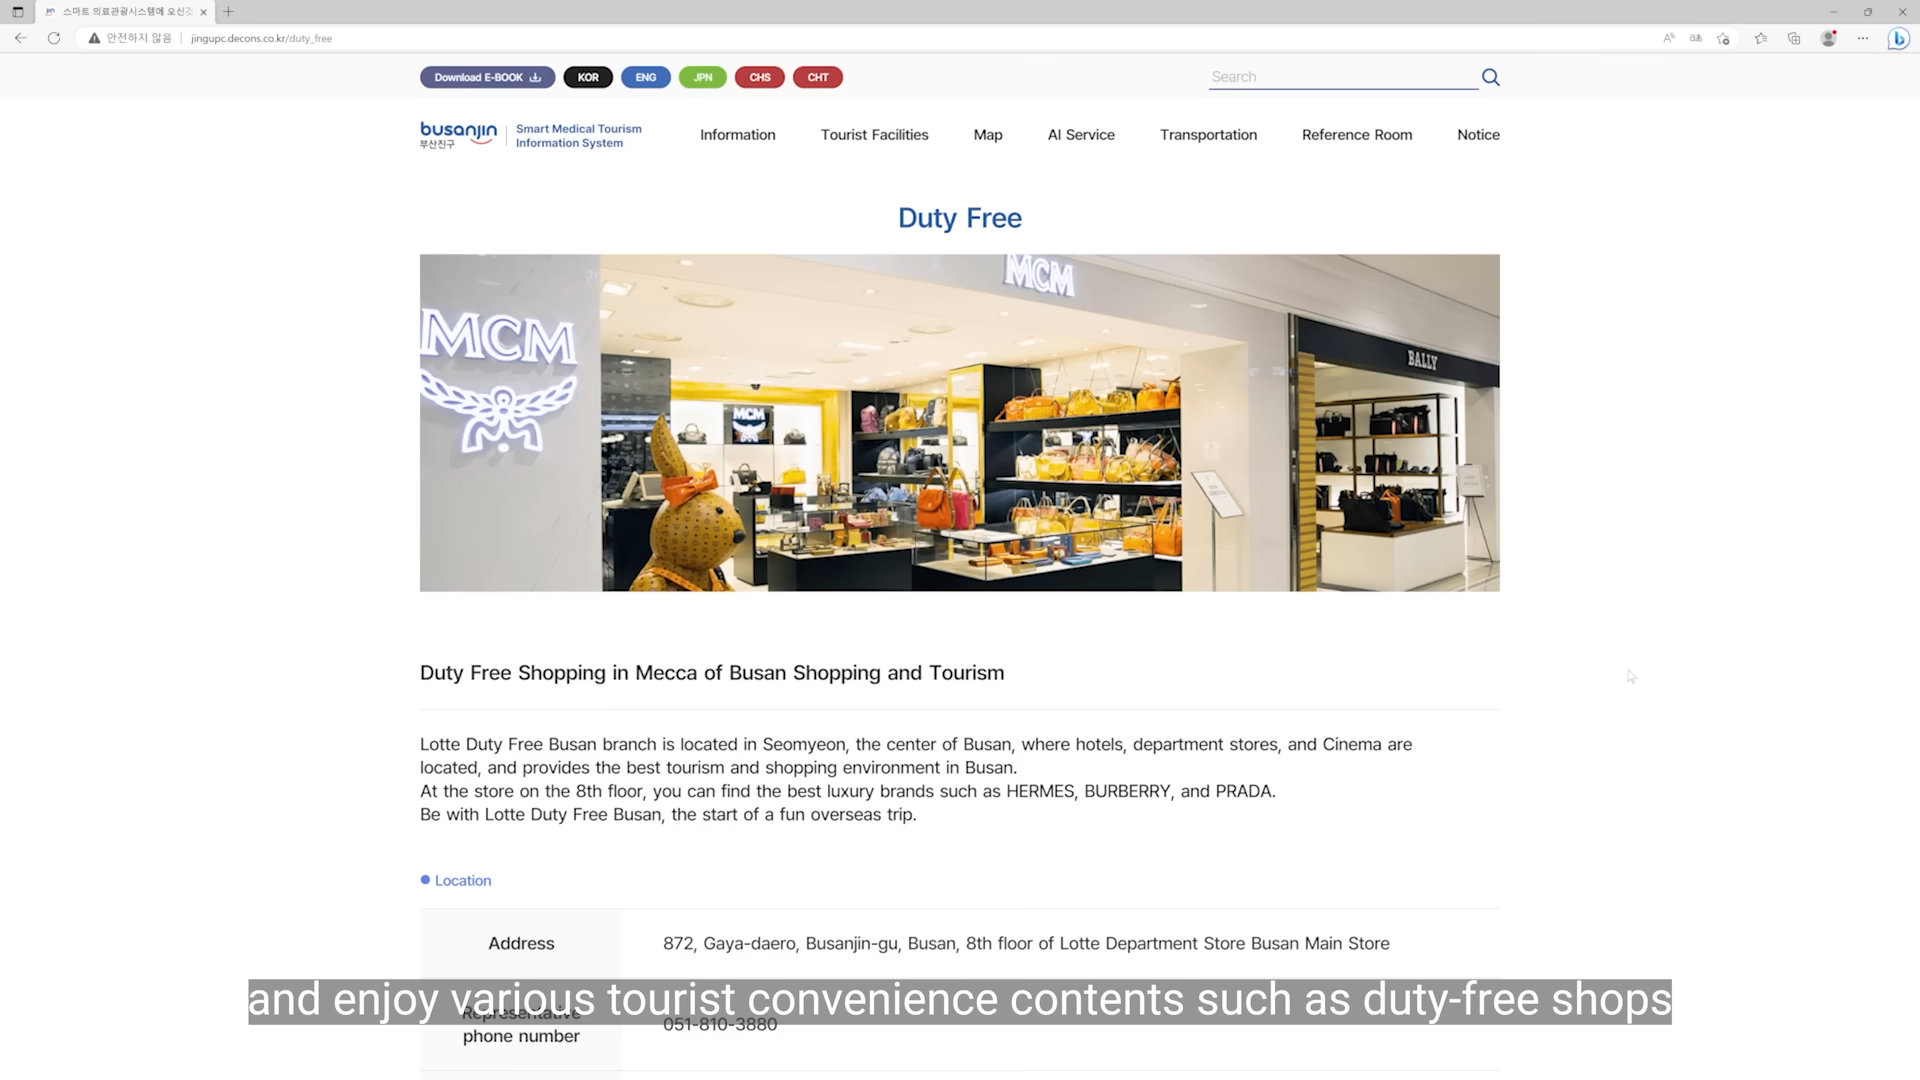 스마트 의료관광시스템에 오신것
안전하지 않음
jingupc.decons.co.kr/duty_free
Download E-BOOK
KOR
ENG
JPN
CHS
CHT
Search
busanjin
부산진구
Smart Medical Tourism
Information System
Information
Tourist Facilities
Map
AI Service
Transportation
Reference Room
Notice
Duty Free
MCM
MCM
MCM
BALLY
Duty Free Shopping in Mecca of Busan Shopping and Tourism
Lotte Duty Free Busan branch is located in Seomyeon, the center of Busan, where hotels, department stores, and Cinema are
located, and provides the best tourism and shopping environment in Busan.
At the store on the 8th floor, you can find the best luxury brands such as HERMES, BURBERRY, and PRADA.
Be with Lotte Duty Free Busan, the start of a fun overseas trip.
Location
Address
872, Gaya-daero, Busanjin-gu, Busan, 8th floor of Lotte Department Store Busan Main Store
Representative
phone number
051-810-3880
and enjoy various tourist convenience contents such as duty-free shops